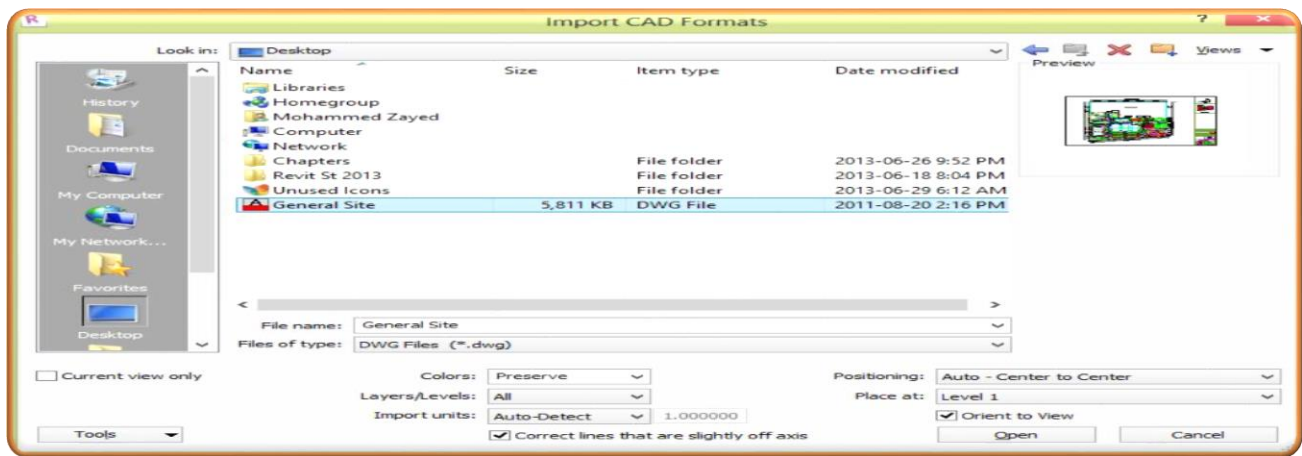 Import CAD Formats
?
Look in: Desktop Views
Name Size Item type Date modified Preview
Libraries
Homegroup
Mohammed Zayed
Computer
Network
Chapters File folder 2013-06-26 9:52 PM
Revit St 2013 File folder 2013-06-18 8:04 PM
Unused Icons File folder 2013-06-29 6:12 AM
General Site 5,811 KB DWG File 2011-08-20 2:16 PM
History
Documents
My Computer
My Network...
Favorites
Desktop
File name: General Site
Files of type: DWG Files (*.dwg)
Current view only Colors: Preserve Positioning: Auto - Center to Center
Layers/Levels: All Place at: Level 1
Import units: Auto-Detect 1.000000 Orient to View
Tools Correct lines that are slightly off axis Open Cancel